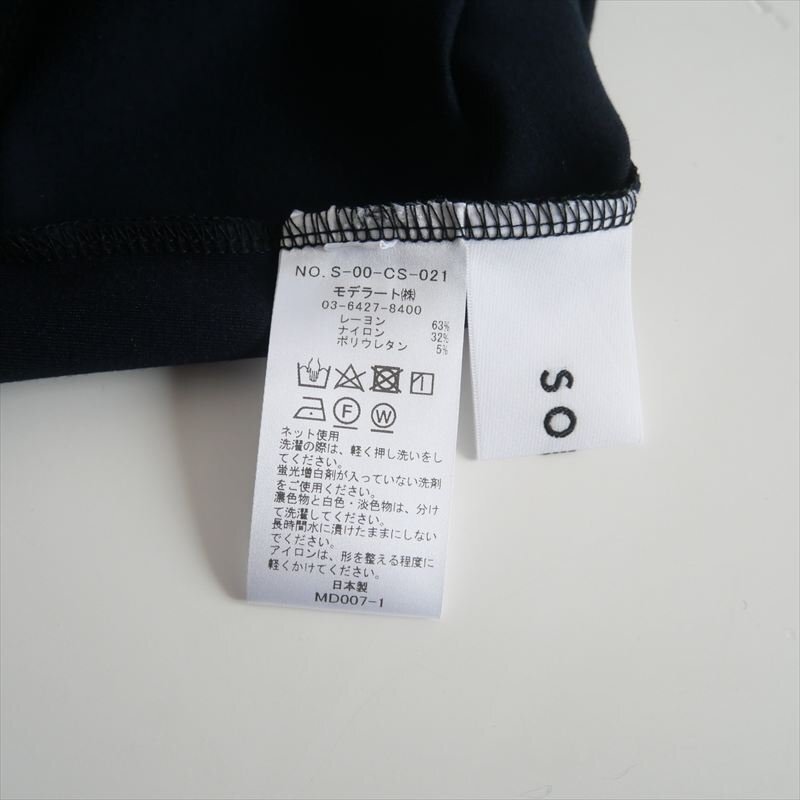 NO. S-00-CS-021
モデラート㈱
03-6427-8400
レーヨン 63%
ナイロン 32%
ポリウレタン 5%
F W
ネット使用
洗濯の際は、軽く押し洗いをし
てください。
蛍光増白剤が入っていない洗剤
をご使用ください。
濃色物と白色・淡色物は、分け
て洗濯してください。
長時間水に漬けたままにしない
でください。
アイロンは、形を整える程度に
軽くかけてください。
日本製
MD007-1
SO